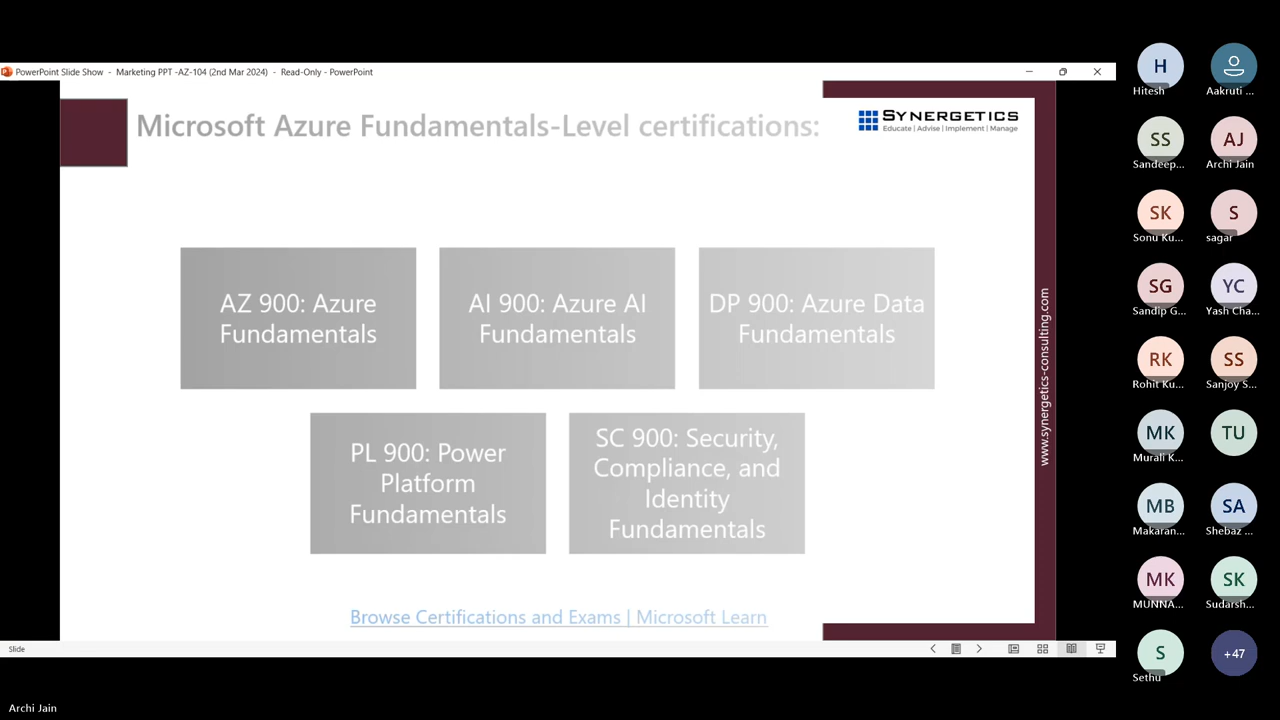 PowerPoint Slide Show - Marketing PPT -AZ-104 (2nd Mar 2024) - Read-Only - PowerPoint
Microsoft Azure Fundamentals-Level certifications:
SYNERGETICS
Educate | Advise | Implement | Manage
AZ 900: Azure
Fundamentals
AI 900: Azure AI
Fundamentals
DP 900: Azure Data
Fundamentals
PL 900: Power
Platform
Fundamentals
SC 900: Security,
Compliance, and
Identity
Fundamentals
Browse Certifications and Exams | Microsoft Learn
www.synergetics-consulting.com
Slide
Archi Jain
H
Hitesh
Aakruti ...
SS
Sandeep...
AJ
Archi Jain
SK
Sonu Ku...
S
sagar
SG
Sandip G...
YC
Yash Cha...
RK
Rohit Ku...
SS
Sanjoy S...
MK
Murali K...
TU
MB
Makaran...
SA
Shebaz ...
MK
MUNNA...
SK
Sudarsh...
S
Sethu
+47